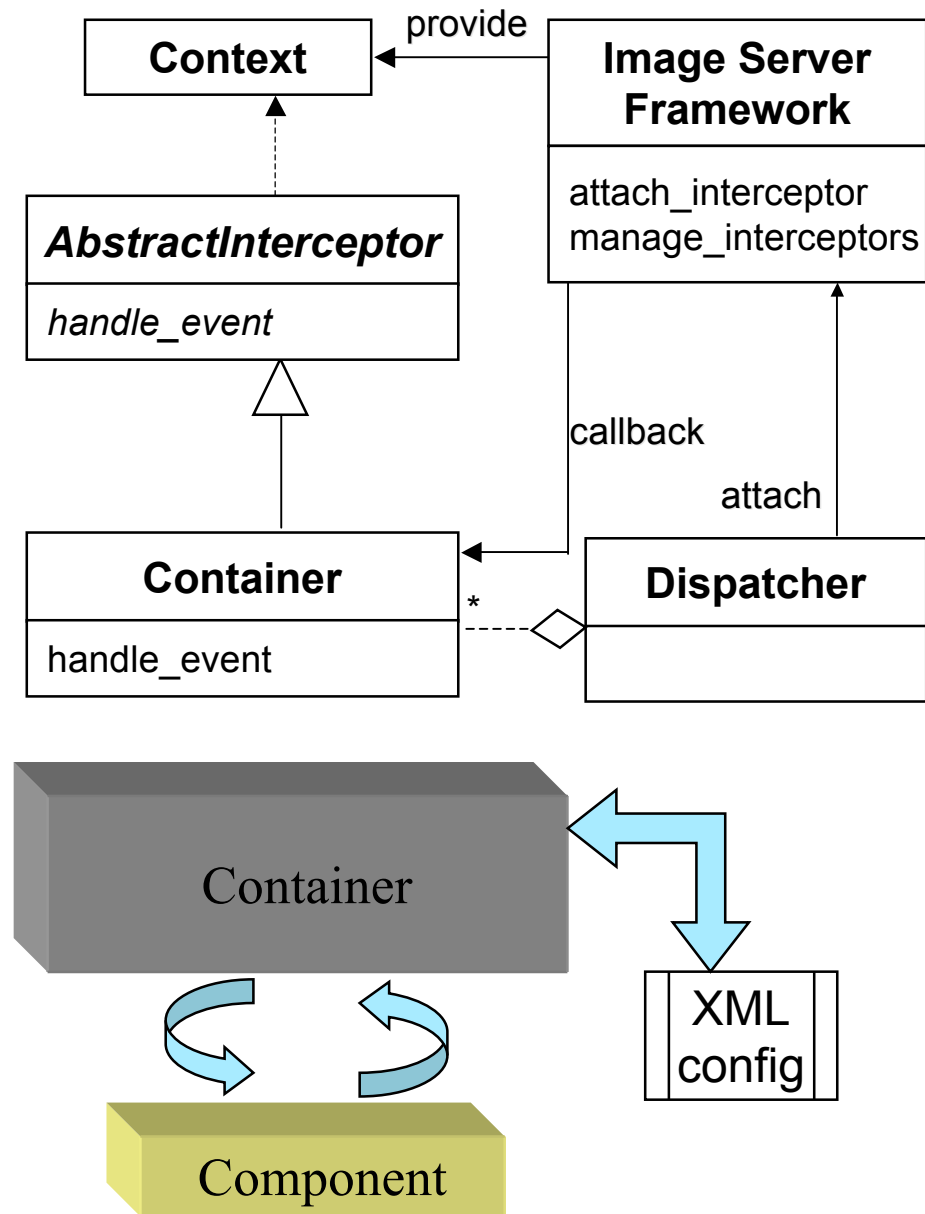 provide
Context
Image Server
Framework
attach_interceptor
manage_interceptors
AbstractInterceptor
handle_event
callback
attach
Container
handle_event
*
Dispatcher
Container
XML
config
Component